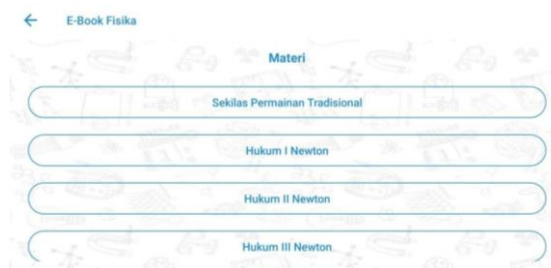 E-Book Fisika
Materi
Sekilas Permainan Tradisional
Hukum I Newton
Hukum II Newton
Hukum III Newton